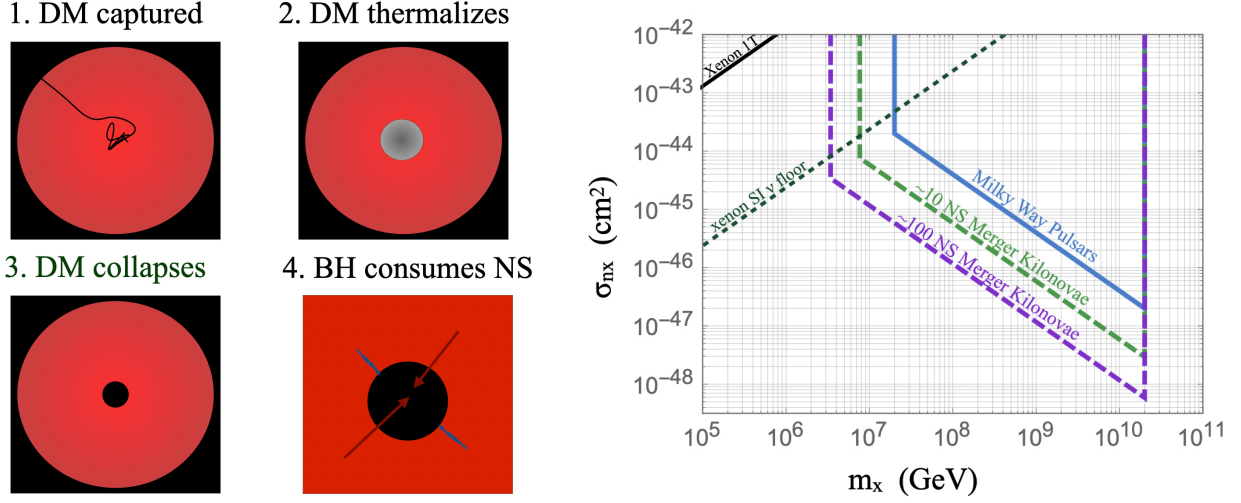 1. DM captured
2. DM thermalizes
3. DM collapses
4. BH consumes NS
10⁻⁴²
10⁻⁴³
10⁻⁴⁴
10⁻⁴⁵
10⁻⁴⁶
10⁻⁴⁷
10⁻⁴⁸
σₙₓ (cm²)
Xenon 1T
xenon SI ν floor
Milky Way Pulsars
~10 NS Merger Kilonovae
~100 NS Merger Kilonovae
10⁵
10⁶
10⁷
10⁸
10⁹
10¹⁰
10¹¹
mₓ (GeV)